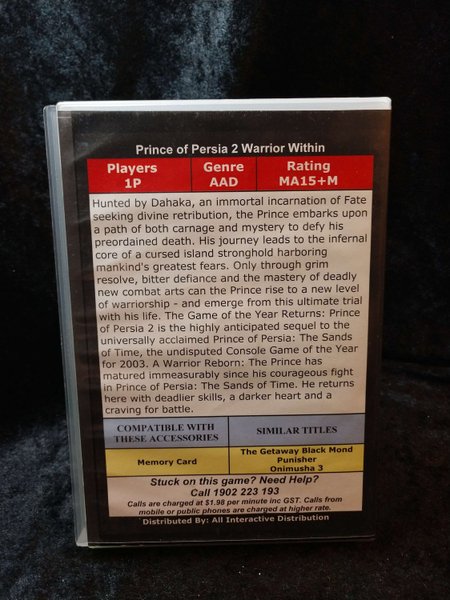 Prince of Persia 2 Warrior Within
Players Genre Rating
1P AAD MA15+M
Hunted by Dahaka, an immortal incarnation of Fate
seeking divine retribution, the Prince embarks upon
a path of both carnage and mystery to defy his
preordained death. His journey leads to the infernal
core of a cursed island stronghold harboring
mankind's greatest fears. Only through grim
resolve, bitter defiance and the mastery of deadly
new combat arts can the Prince rise to a new level
of warriorship - and emerge from this ultimate trial
with his life. The Game of the Year Returns: Prince
of Persia 2 is the highly anticipated sequel to the
universally acclaimed Prince of Persia: The Sands
of Time, the undisputed Console Game of the Year
for 2003. A Warrior Reborn: The Prince has
matured immeasurably since his courageous fight
in Prince of Persia: The Sands of Time. He returns
here with deadlier skills, a darker heart and a
craving for battle.
COMPATIBLE WITH
THESE ACCESSORIES
SIMILAR TITLES
Memory Card
The Getaway Black Mond
Punisher
Onimusha 3
Stuck on this game? Need Help?
Call 1902 223 193
Calls are charged at $1.98 per minute inc GST. Calls from
mobile or public phones are charged at higher rate.
Distributed By: All Interactive Distribution